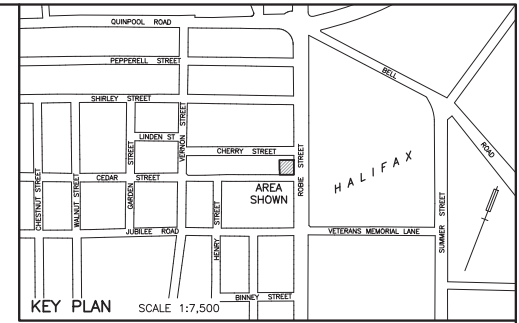 QUINPOOL ROAD
PEPPERELL STREET
BELL ROAD
SHIRLEY STREET
LINDEN ST
VERNON STREET
CHERRY STREET
ROBIE STREET
HALIFAX
CHESTNUT STREET
WALNUT STREET
CEDAR STREET
GARDEN STREET
AREA
SHOWN
SUMMER STREET
JUBILEE ROAD
HENRY STREET
VETERANS MEMORIAL LANE
BINNEY STREET
KEY PLAN SCALE 1:7,500